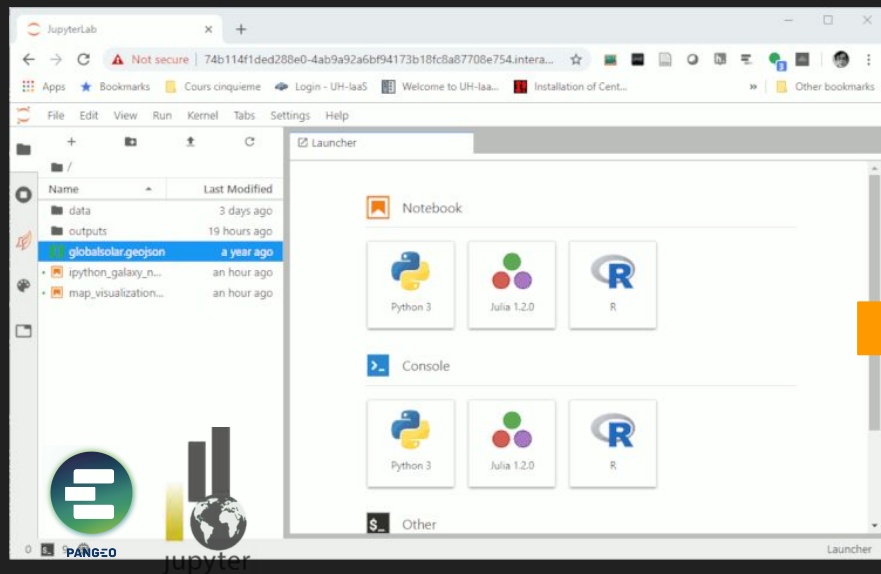 JupyterLab
Not secure | 74b114f1ded288e0-4ab9a92a6bf94173b18fc8a87708e754.intera...
Apps Bookmarks Cours cinquieme Login - UH-IaaS Welcome to UH-Iaa... Installation of Cent... » Other bookmarks
File Edit View Run Kernel Tabs Settings Help
Launcher
/
Name Last Modified
data 3 days ago
outputs 19 hours ago
globalsolar.geojson a year ago
ipython_galaxy_n... an hour ago
map_visualization... an hour ago
Notebook
Python 3 Julia 1.2.0 R
Console
Python 3 Julia 1.2.0 R
$_ Other
PANGEO
jupyter
0 $_ 9 Launcher